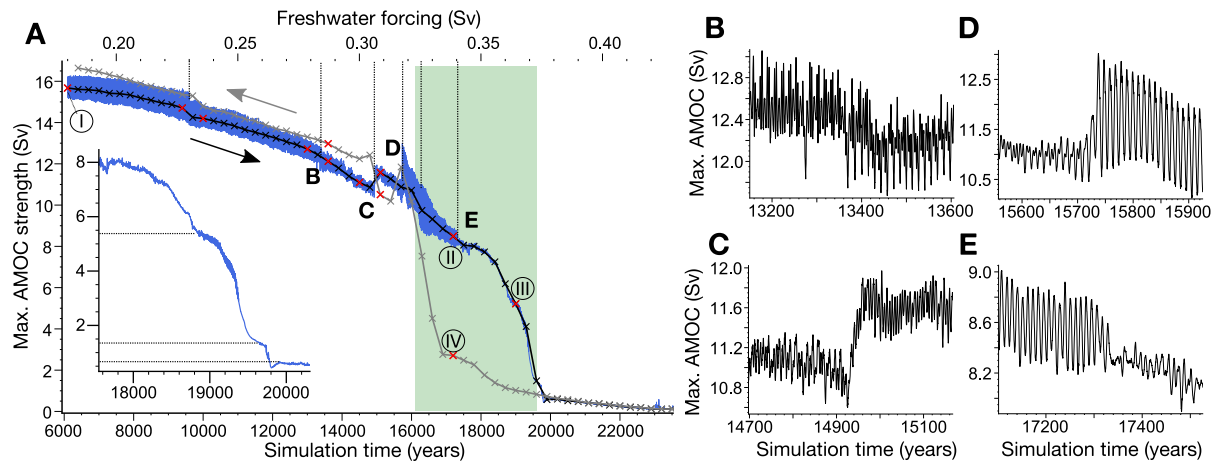 A
Freshwater forcing (Sv)
0.20 0.25 0.30 0.35 0.40
Max. AMOC strength (Sv)
16
14
12
10
8
6
4
2
0
I
B
C
D
E
II
III
IV
8
6
4
2
18000 19000 20000
6000 8000 10000 12000 14000 16000 18000 20000 22000
Simulation time (years)
B
Max. AMOC (Sv)
12.8
12.4
12.0
13200 13400 13600
D
12.5
11.5
10.5
15600 15700 15800 15900
C
Max. AMOC (Sv)
12.0
11.6
11.2
10.8
14700 14900 15100
Simulation time (years)
E
9.0
8.6
8.2
17200 17400
Simulation time (years)